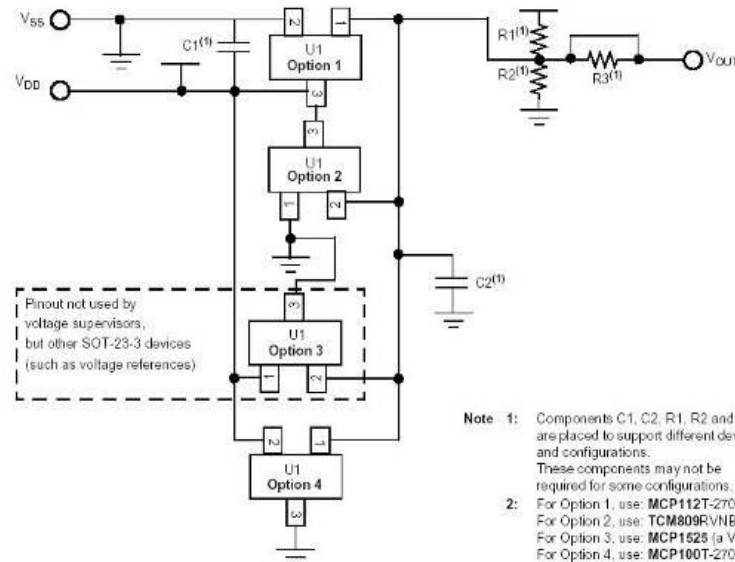 VSS
C1(1)
2
1
U1
Option 1
3
VDD
R1(1)
R2(1)
R3(1)
VOUT
3
U1
Option 2
1
2
C2(1)
Pinout not used by
voltage supervisors,
but other SOT-23-3 devices
(such as voltage references)
3
U1
Option 3
1
2
2
1
U1
Option 4
3
Note 1: Components C1, C2, R1, R2 and
are placed to support different dev
and configurations.
These components may not be
required for some configurations.
2: For Option 1, use: MCP112T-270
For Option 2, use: TCM809RVNB
For Option 3, use: MCP1525 (a V
For Option 4, use: MCP100T-270